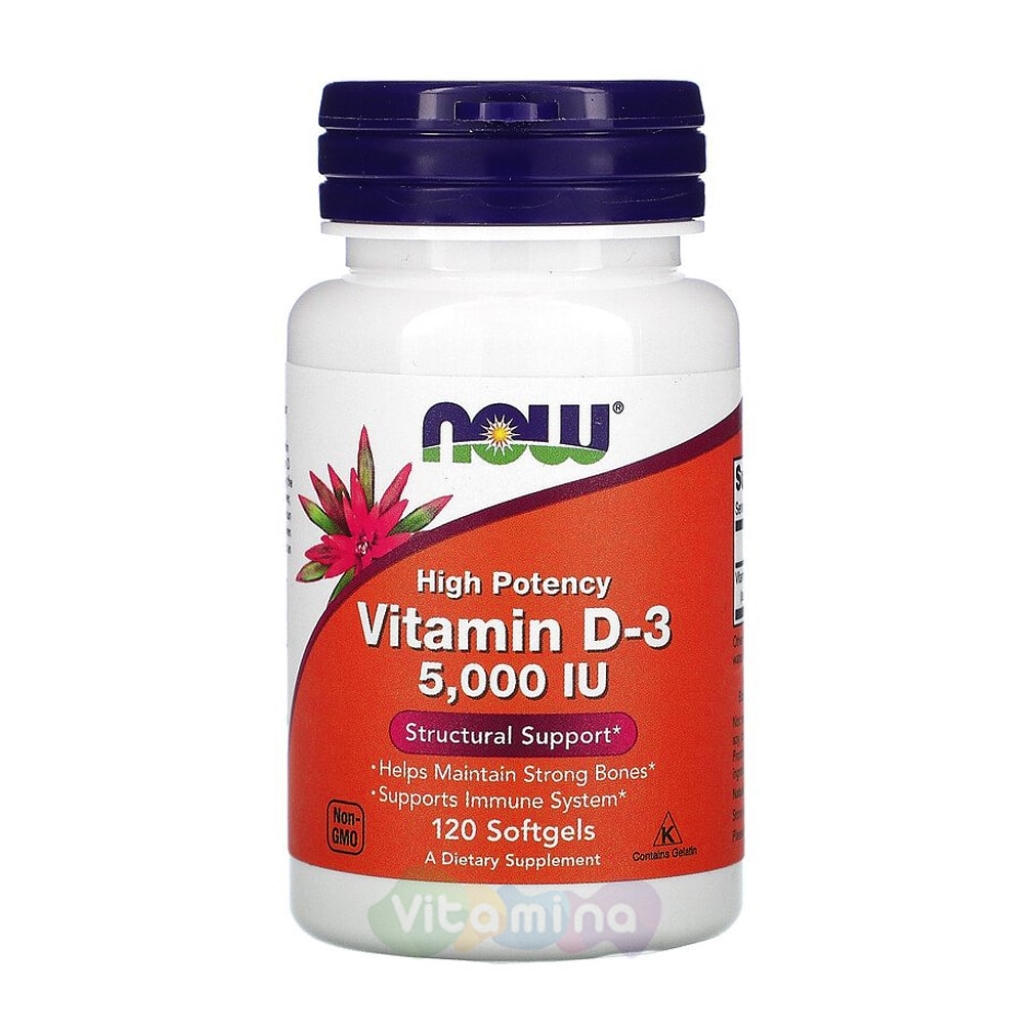 now®
High Potency
Vitamin D-3
5,000 IU
Structural Support*
•Helps Maintain Strong Bones*
•Supports Immune System*
Non-
GMO
120 Softgels
K
Contains Gelatin
A Dietary Supplement
Vitamina